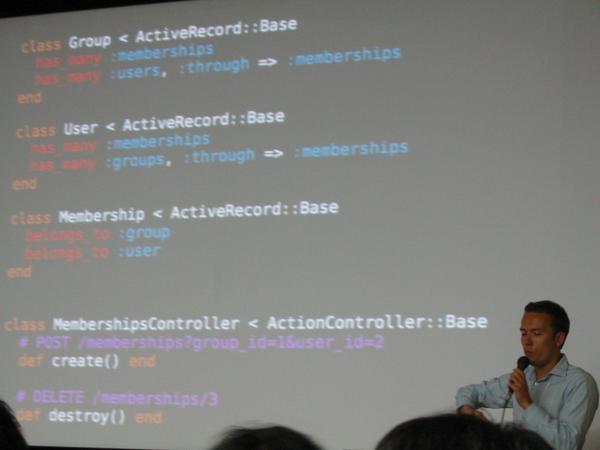 class Group < ActiveRecord::Base
has_many :memberships
has_many :users, :through => :memberships
end
class User < ActiveRecord::Base
has_many :memberships
has_many :groups, :through => :memberships
end
class Membership < ActiveRecord::Base
belongs_to :group
belongs_to :user
end
class MembershipsController < ActionController::Base
# POST /memberships?group_id=1&user_id=2
def create() end
# DELETE /memberships/3
def destroy() end